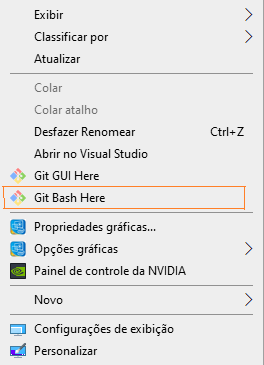 Exibir
Classificar por
Atualizar
Colar
Colar atalho
Desfazer Renomear Ctrl+Z
Abrir no Visual Studio
Git GUI Here
Git Bash Here
Propriedades gráficas...
Opções gráficas
Painel de controle da NVIDIA
Novo
Configurações de exibição
Personalizar